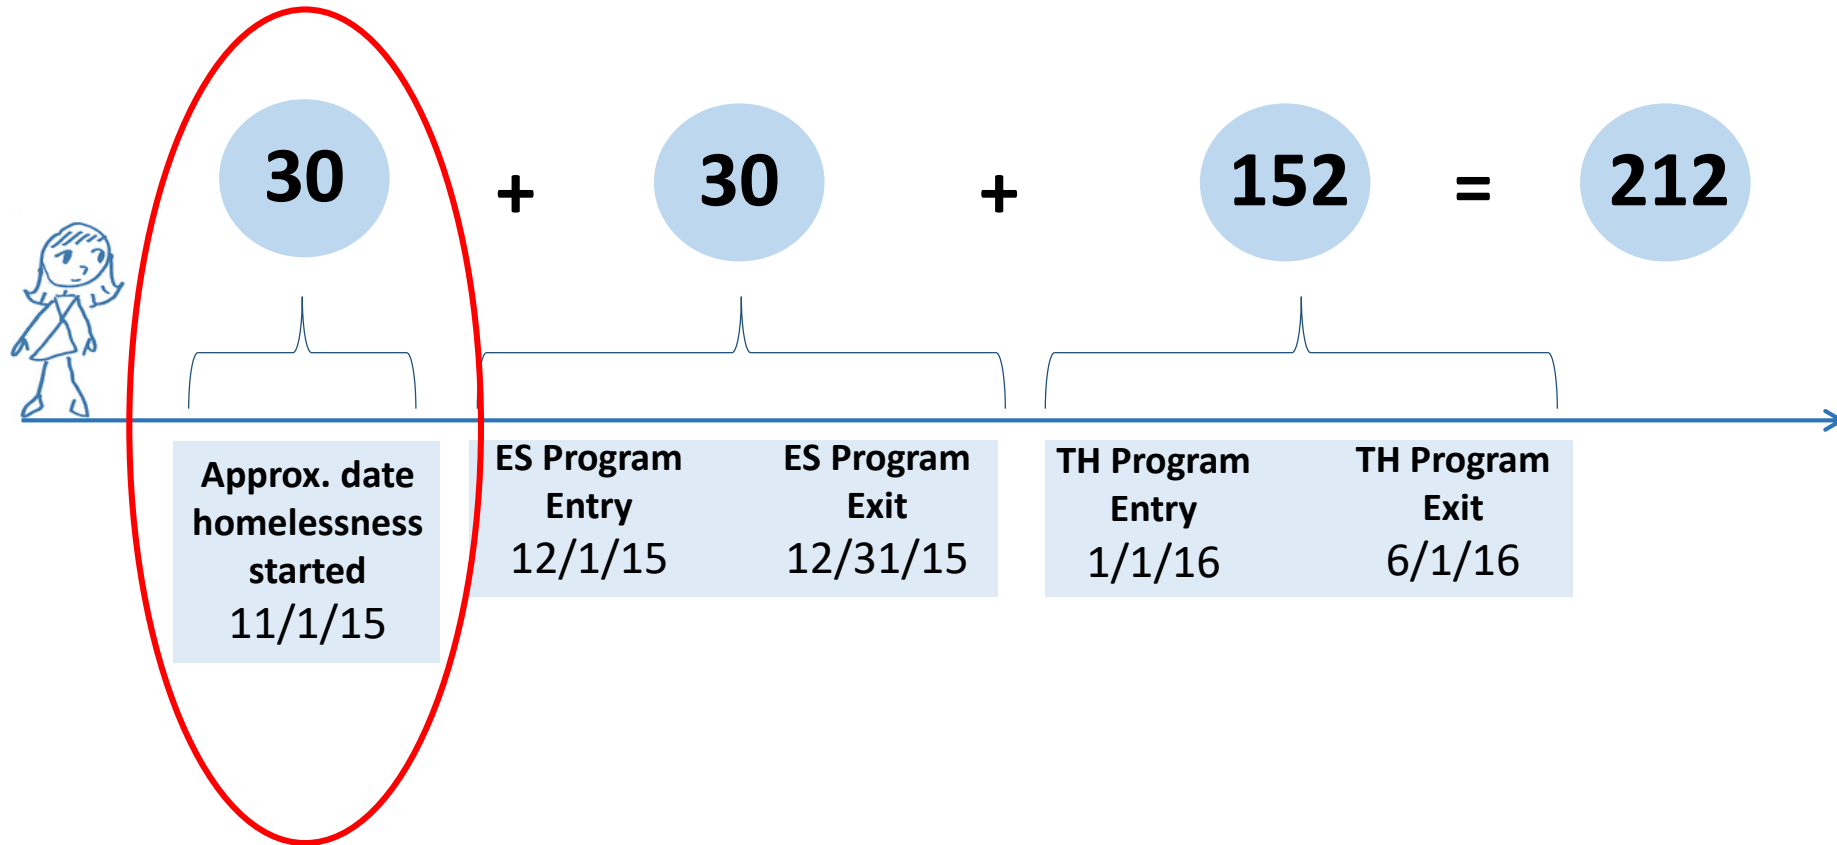 30 + 30 + 152 = 212
Approx. date
homelessness
started
11/1/15
ES Program
Entry
12/1/15
ES Program
Exit
12/31/15
TH Program
Entry
1/1/16
TH Program
Exit
6/1/16